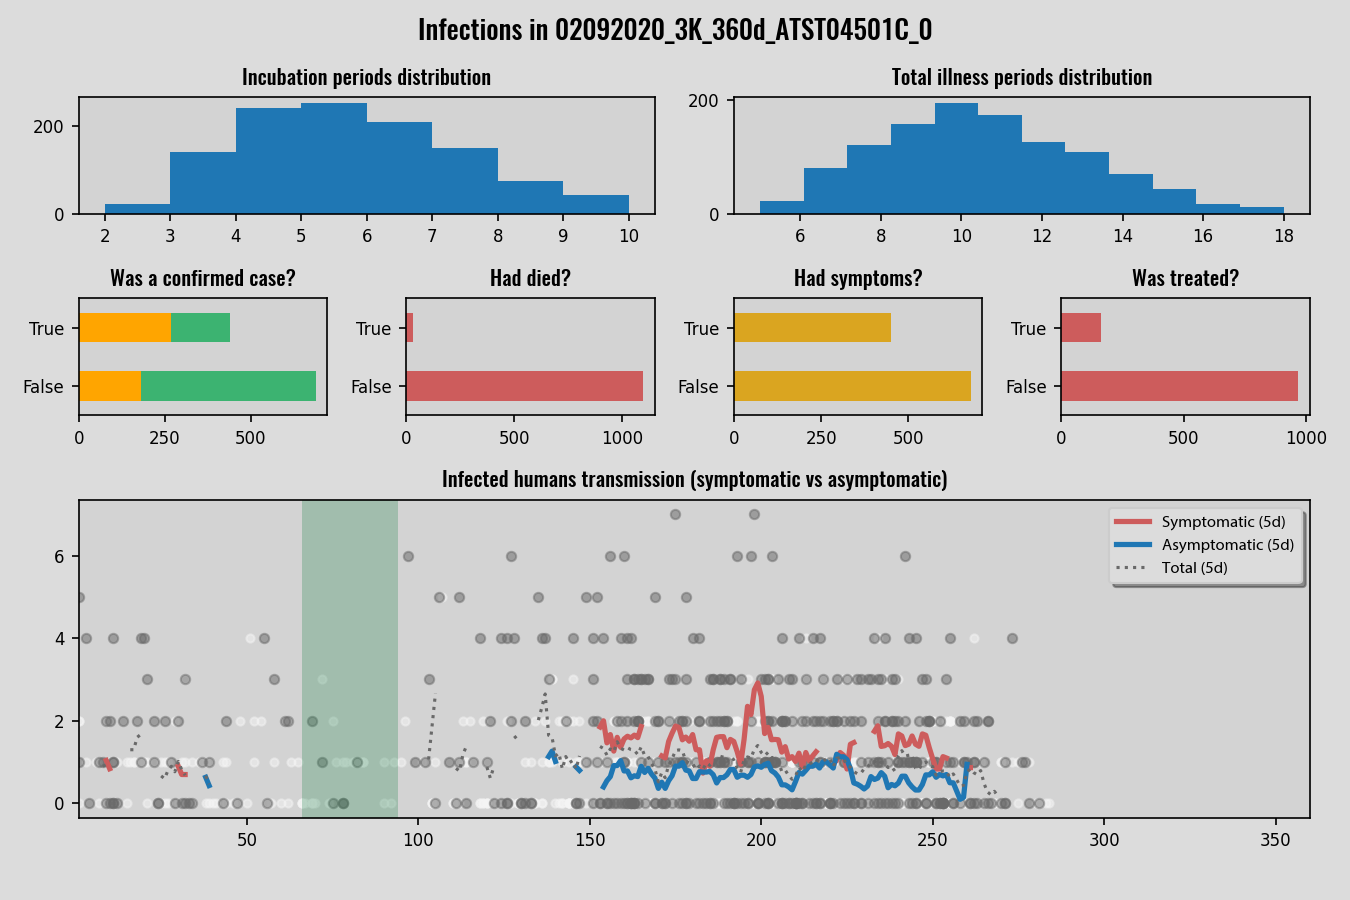 Infections in 02092020_3K_360d_ATST04501C_0
Incubation periods distribution
Total illness periods distribution
200
0
2 3 4 5 6 7 8 9 10
200
0
6 8 10 12 14 16 18
Was a confirmed case?
Had died?
Had symptoms?
Was treated?
True
False
0 250 500
True
False
0 500 1000
True
False
0 250 500
True
False
0 500 1000
Infected humans transmission (symptomatic vs asymptomatic)
Symptomatic (5d)
Asymptomatic (5d)
Total (5d)
6
4
2
0
50 100 150 200 250 300 350